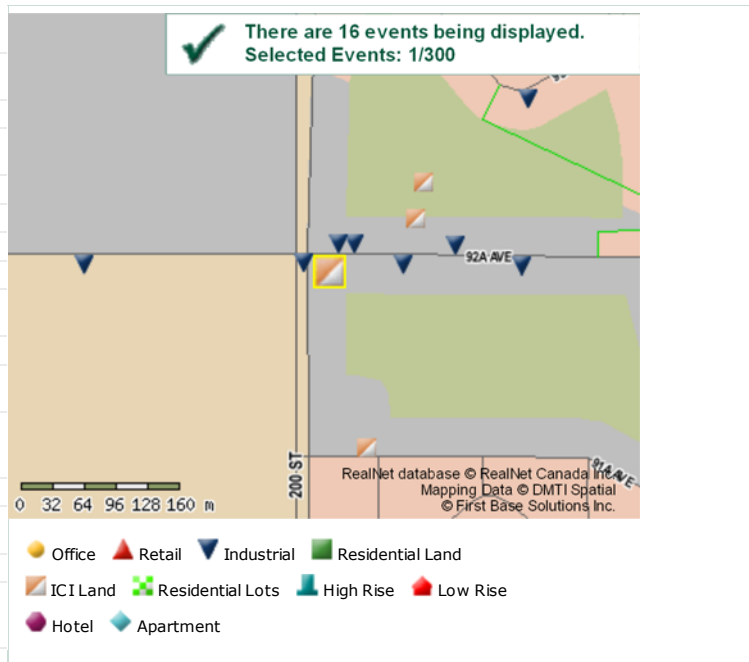 There are 16 events being displayed.
Selected Events: 1/300
92A AVE
200 ST
91A AVE
RealNet database © RealNet Canada Inc.
Mapping Data © DMTI Spatial
© First Base Solutions Inc.
0 32 64 96 128 160 m
Office Retail Industrial Residential Land
ICI Land Residential Lots High Rise Low Rise
Hotel Apartment